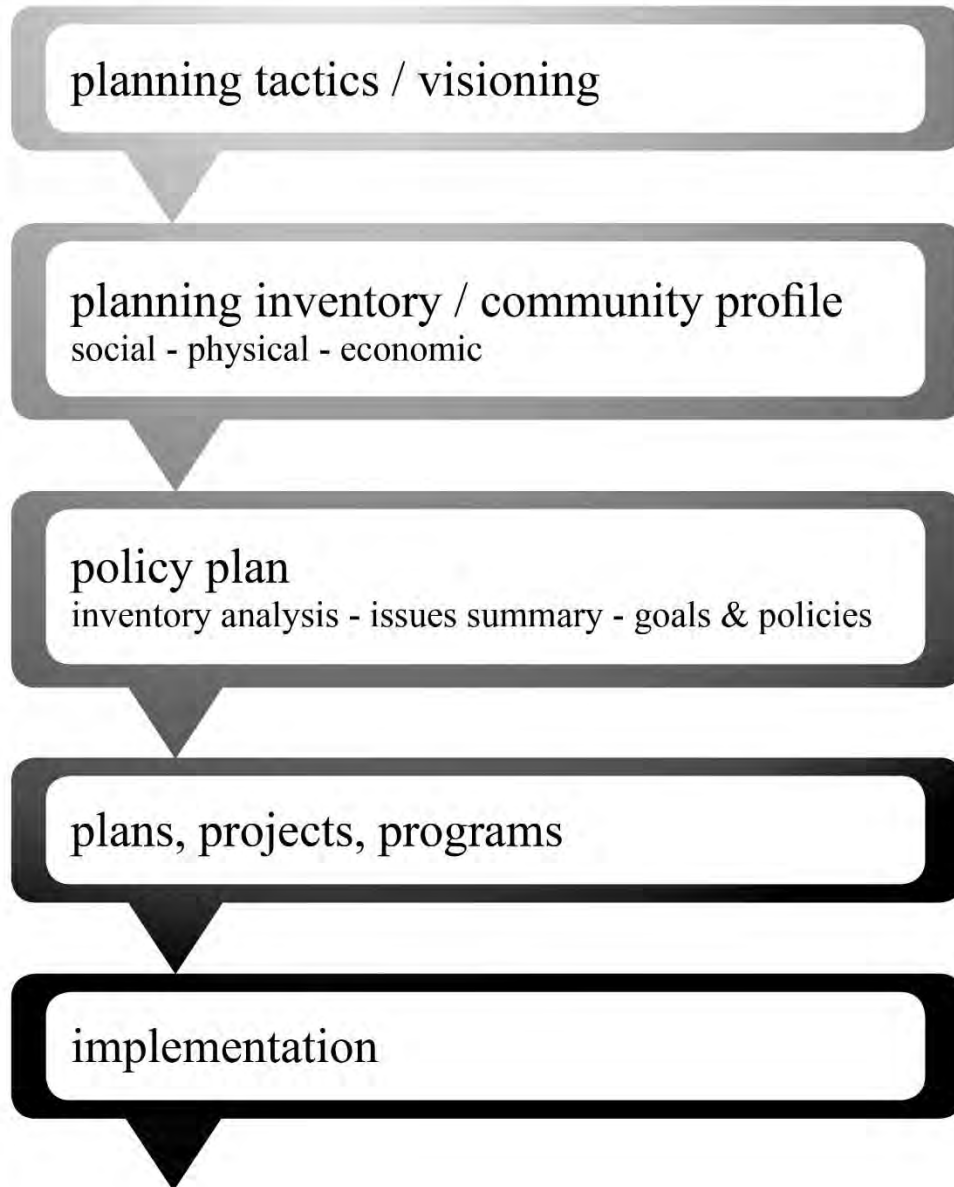 planning tactics / visioning
planning inventory / community profile
social - physical - economic
policy plan
inventory analysis - issues summary - goals & policies
plans, projects, programs
implementation